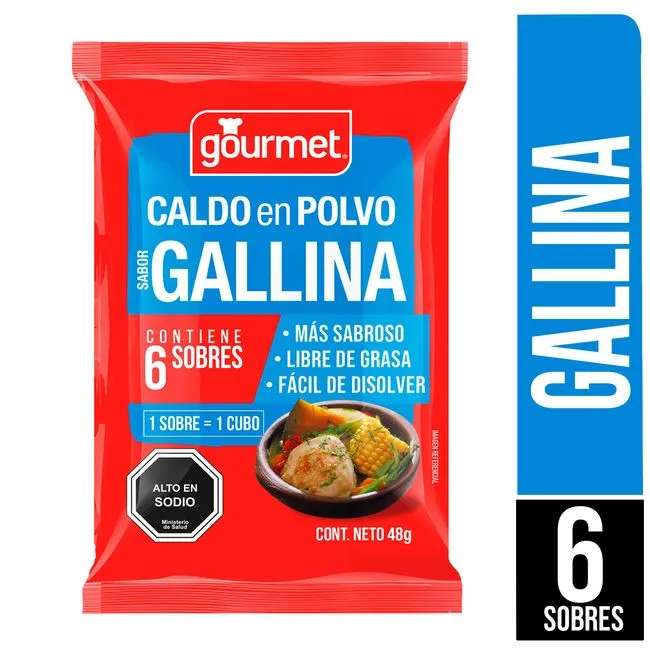 gourmet®
CALDO en POLVO
SABOR
GALLINA
CONTIENE
6 SOBRES
• MÁS SABROSO
• LIBRE DE GRASA
• FÁCIL DE DISOLVER
1 SOBRE = 1 CUBO
ALTO EN
SODIO
Ministerio
de Salud
IMAGEN REFERENCIAL
CONT. NETO 48g
GALLINA
6
SOBRES